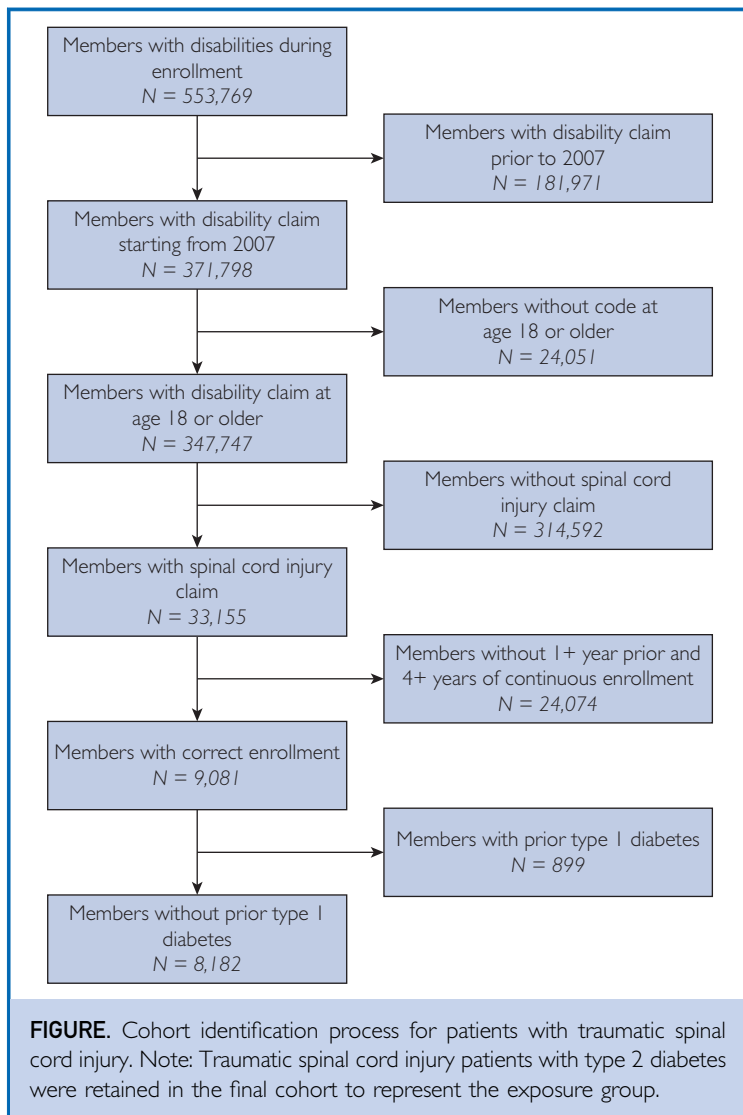 Members with disabilities during
enrollment
N = 553,769
Members with disability claim
prior to 2007
N = 181,971
Members with disability claim
starting from 2007
N = 371,798
Members without code at
age 18 or older
N = 24,051
Members with disability claim at
age 18 or older
N = 347,747
Members without spinal cord
injury claim
N = 314,592
Members with spinal cord injury
claim
N = 33,155
Members without 1+ year prior and
4+ years of continuous enrollment
N = 24,074
Members with correct enrollment
N = 9,081
Members with prior type 1 diabetes
N = 899
Members without prior type 1
diabetes
N = 8,182
FIGURE. Cohort identification process for patients with traumatic spinal
cord injury. Note: Traumatic spinal cord injury patients with type 2 diabetes
were retained in the final cohort to represent the exposure group.